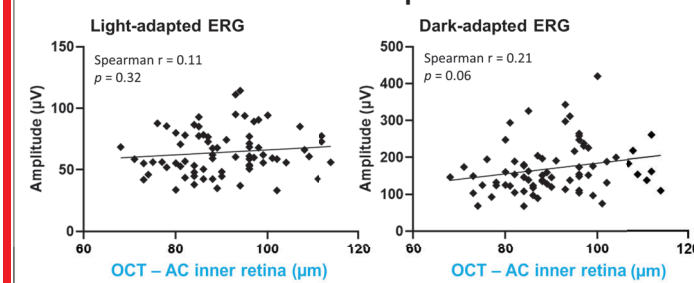 Light-adapted ERG
Spearman r = 0.11
p = 0.32
Amplitude (µV)
150
100
50
0
60
80
100
120
OCT – AC inner retina (µm)
Dark-adapted ERG
Spearman r = 0.21
p = 0.06
Amplitude (µV)
500
400
300
200
100
0
60
80
100
120
OCT – AC inner retina (µm)